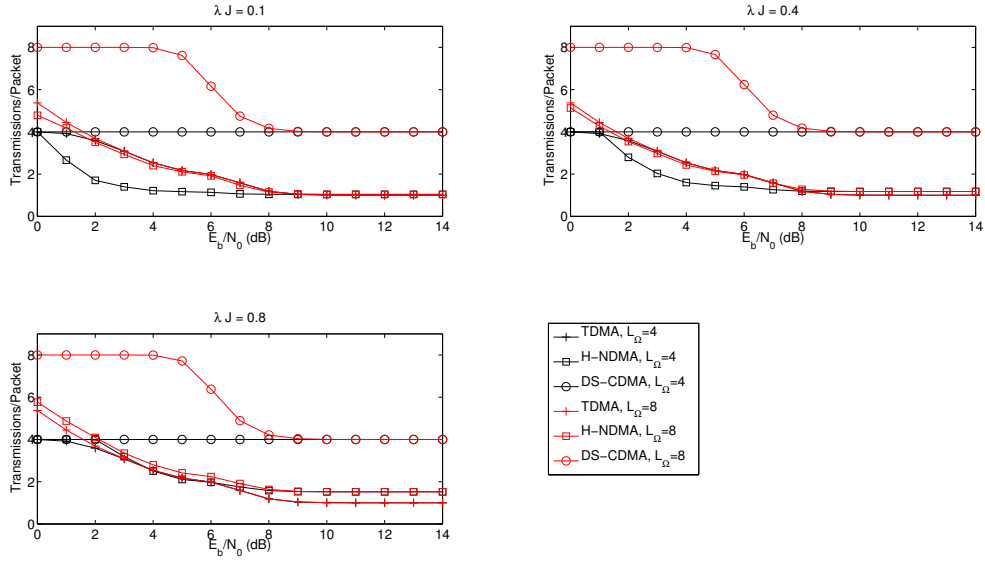 λ J = 0.1
Transmissions/Packet
8
6
4
2
0
0 2 4 6 8 10 12 14
E_b/N_0 (dB)
λ J = 0.4
Transmissions/Packet
8
6
4
2
0
0 2 4 6 8 10 12 14
E_b/N_0 (dB)
λ J = 0.8
Transmissions/Packet
8
6
4
2
0
0 2 4 6 8 10 12 14
E_b/N_0 (dB)
TDMA, L_Ω=4
H−NDMA, L_Ω=4
DS−CDMA, L_Ω=4
TDMA, L_Ω=8
H−NDMA, L_Ω=8
DS−CDMA, L_Ω=8